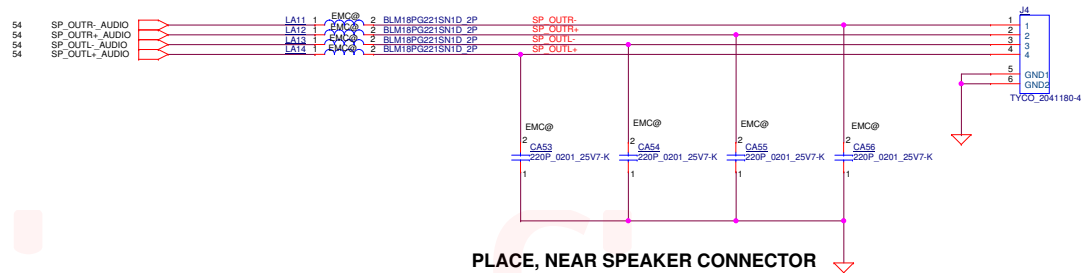 J4
54 SP_OUTR-_AUDIO LA11 1 EMC@ 2 BLM18PG221SN1D_2P SP_OUTR- 1 1
54 SP_OUTR+_AUDIO LA12 1 EMC@ 2 BLM18PG221SN1D_2P SP_OUTR+ 2 2
54 SP_OUTL-_AUDIO LA13 1 EMC@ 2 BLM18PG221SN1D_2P SP_OUTL- 3 3
54 SP_OUTL+_AUDIO LA14 1 EMC@ 2 BLM18PG221SN1D_2P SP_OUTL+ 4 4
5 GND1
6 GND2
TYCO_2041180-4
EMC@ EMC@ EMC@ EMC@
2 2 2 2
CA53 CA54 CA55 CA56
220P_0201_25V7-K 220P_0201_25V7-K 220P_0201_25V7-K 220P_0201_25V7-K
1 1 1 1
PLACE, NEAR SPEAKER CONNECTOR